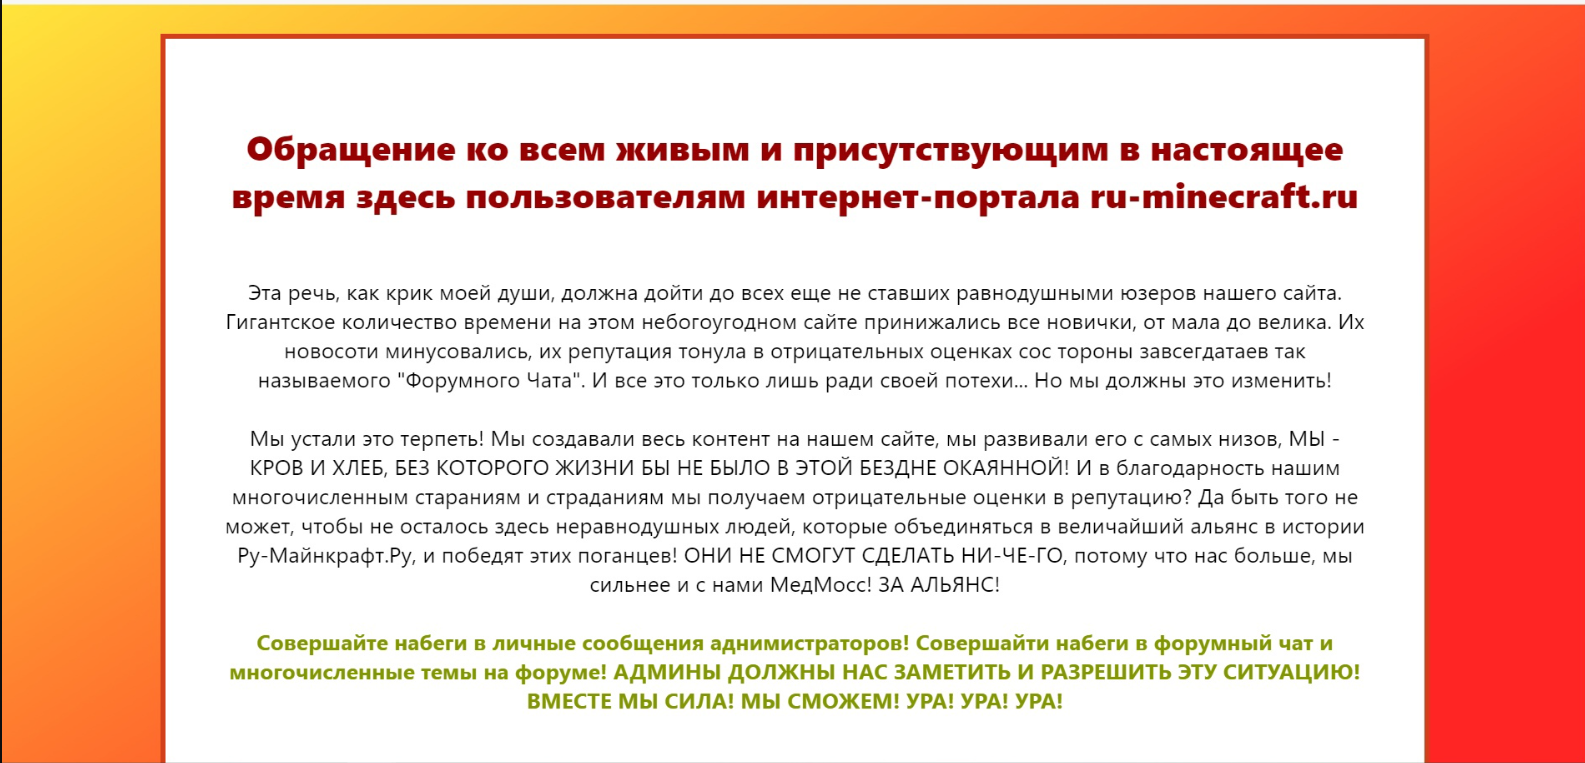 Обращение ко всем живым и присутствующим в настоящее
время здесь пользователям интернет-портала ru-minecraft.ru
Эта речь, как крик моей души, должна дойти до всех еще не ставших равнодушными юзеров нашего сайта.
Гигантское количество времени на этом небогоугодном сайте принижались все новички, от мала до велика. Их
новосоти минусовались, их репутация тонула в отрицательных оценках сос тороны завсегдатаев так
называемого "Форумного Чата". И все это только лишь ради своей потехи... Но мы должны это изменить!
Мы устали это терпеть! Мы создавали весь контент на нашем сайте, мы развивали его с самых низов, МЫ -
КРОВ И ХЛЕБ, БЕЗ КОТОРОГО ЖИЗНИ БЫ НЕ БЫЛО В ЭТОЙ БЕЗДНЕ ОКАЯННОЙ! И в благодарность нашим
многочисленным стараниям и страданиям мы получаем отрицательные оценки в репутацию? Да быть того не
может, чтобы не осталось здесь неравнодушных людей, которые объединяться в величайший альянс в истории
Ру-Майнкрафт.Ру, и победят этих поганцев! ОНИ НЕ СМОГУТ СДЕЛАТЬ НИ-ЧЕ-ГО, потому что нас больше, мы
сильнее и с нами МедМосс! ЗА АЛЬЯНС!
Совершайте набеги в личные сообщения аднимистраторов! Совершайти набеги в форумный чат и
многочисленные темы на форуме! АДМИНЫ ДОЛЖНЫ НАС ЗАМЕТИТЬ И РАЗРЕШИТЬ ЭТУ СИТУАЦИЮ!
ВМЕСТЕ МЫ СИЛА! МЫ СМОЖЕМ! УРА! УРА! УРА!